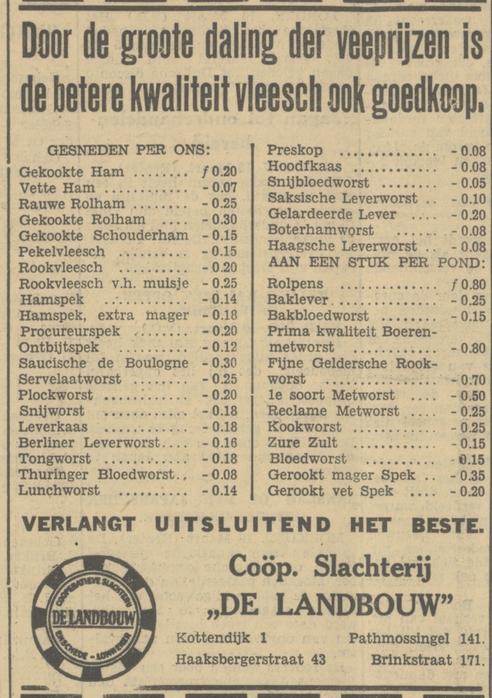 Door de groote daling der veeprijzen is
de betere kwaliteit vleesch ook goedkoop.
GESNEDEN PER ONS:
Gekookte Ham ........ ƒ 0.20
Vette Ham ........... - 0.07
Rauwe Rolham ....... - 0.25
Gekookte Rolham .... - 0.30
Gekookte Schouderham - 0.15
Pekelvleesch .......... - 0.15
Rookvleesch .......... - 0.20
Rookvleesch v.h. muisje - 0.25
Hamspek ............ - 0.14
Hamspek, extra mager - 0.18
Procureurspek ....... - 0.20
Ontbijtspek .......... - 0.12
Saucische de Boulogne - 0.30
Servelaatworst ....... - 0.25
Plockworst .......... - 0.20
Snijworst ............ - 0.18
Leverkaas ........... - 0.18
Berliner Leverworst.... - 0.16
Tongworst ........... - 0.18
Thuringer Bloedworst.. - 0.08
Lunchworst .......... - 0.14
Preskop .............. - 0.08
Hoodfkaas ............ - 0.08
Snijbloedworst ........ - 0.05
Saksische Leverworst .. - 0.10
Gelardeerde Lever .... - 0.20
Boterhamworst ........ - 0.08
Haagsche Leverworst .. - 0.08
AAN EEN STUK PER POND:
Rolpens .............. ƒ 0.80
Baklever .............. - 0.25
Bakbloedworst ........ - 0.15
Prima kwaliteit Boeren-
metworst ............ - 0.80
Fijne Geldersche Rook-
worst ................ - 0.70
1e soort Metworst .... - 0.50
Reclame Metworst .... - 0.25
Kookworst ............ - 0.25
Zure Zult ............ - 0.15
Bloedworst .......... - 0.15
Gerookt mager Spek .. - 0.35
Gerookt vet Spek .... - 0.20
VERLANGT UITSLUITEND HET BESTE.
COÖPERATIEVE SLACHTERIJ
DE LANDBOUW
ENSCHEDE - LONNEKER
Coöp. Slachterij
„DE LANDBOUW”
Kottendijk 1 Pathmossingel 141.
Haaksbergerstraat 43 Brinkstraat 171.